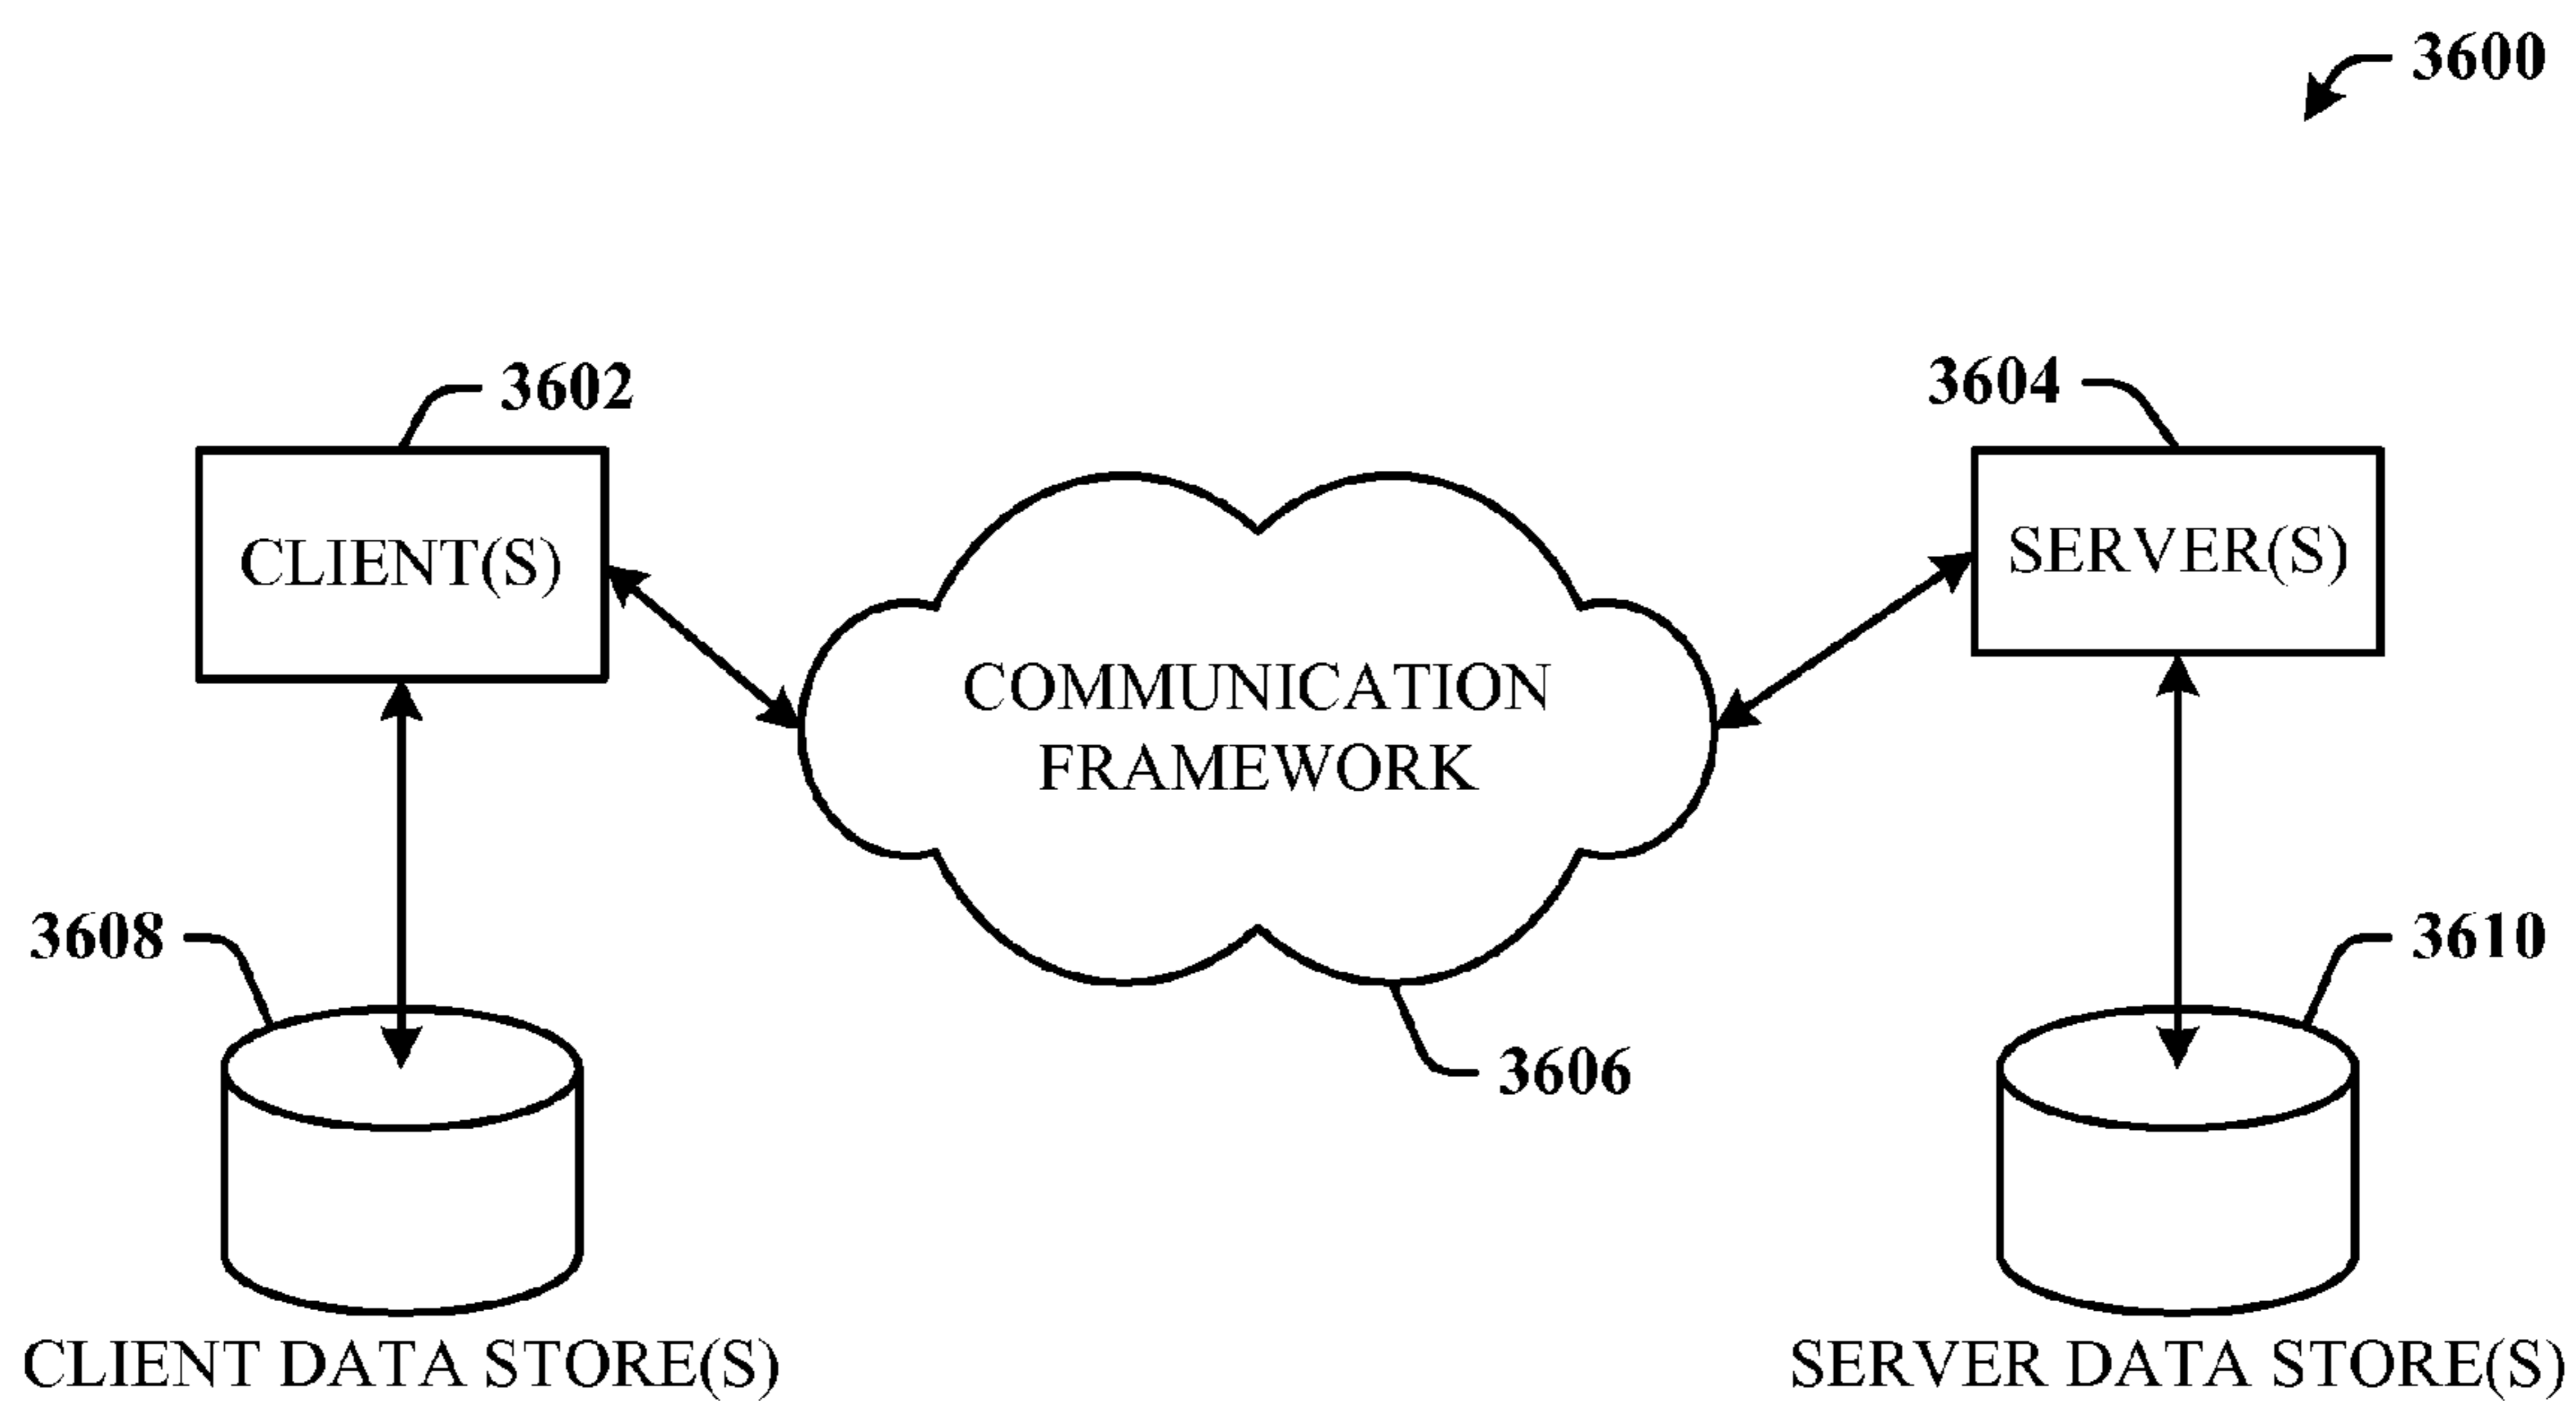 3600
3602
3604
CLIENT(S)
SERVER(S)
COMMUNICATION
FRAMEWORK
3608
3610
3606
CLIENT DATA STORE(S)
SERVER DATA STORE(S)